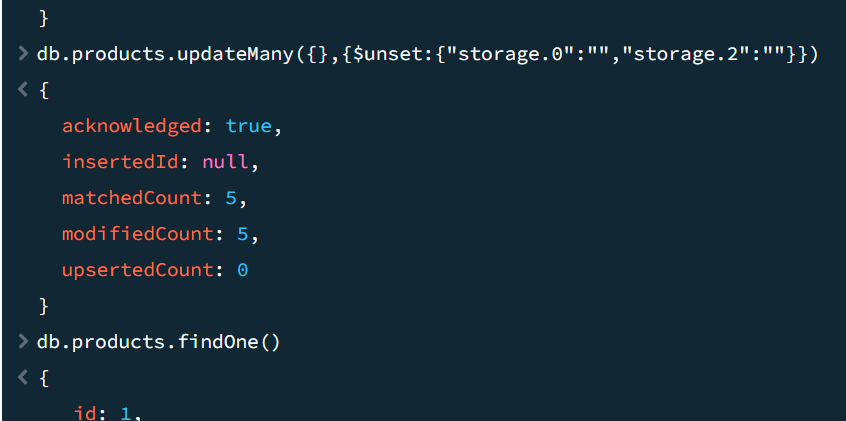 }
> db.products.updateMany({},{$unset:{"storage.0":"","storage.2":""}})
< {
acknowledged: true,
insertedId: null,
matchedCount: 5,
modifiedCount: 5,
upsertedCount: 0
}
> db.products.findOne()
< {
id: 1,